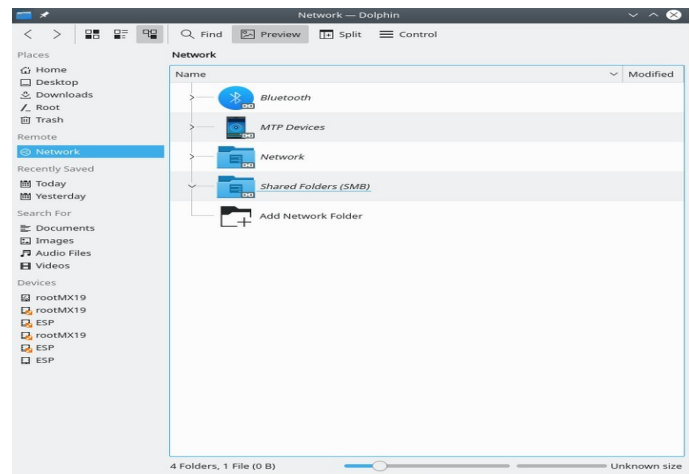 Network — Dolphin
Find Preview Split Control
Places
Home
Desktop
Downloads
Root
Trash
Remote
Network
Recently Saved
Today
Yesterday
Search For
Documents
Images
Audio Files
Videos
Devices
rootMX19
rootMX19
ESP
rootMX19
ESP
ESP
Network
Name Modified
Bluetooth
MTP Devices
Network
Shared Folders (SMB)
Add Network Folder
4 Folders, 1 File (0 B) Unknown size